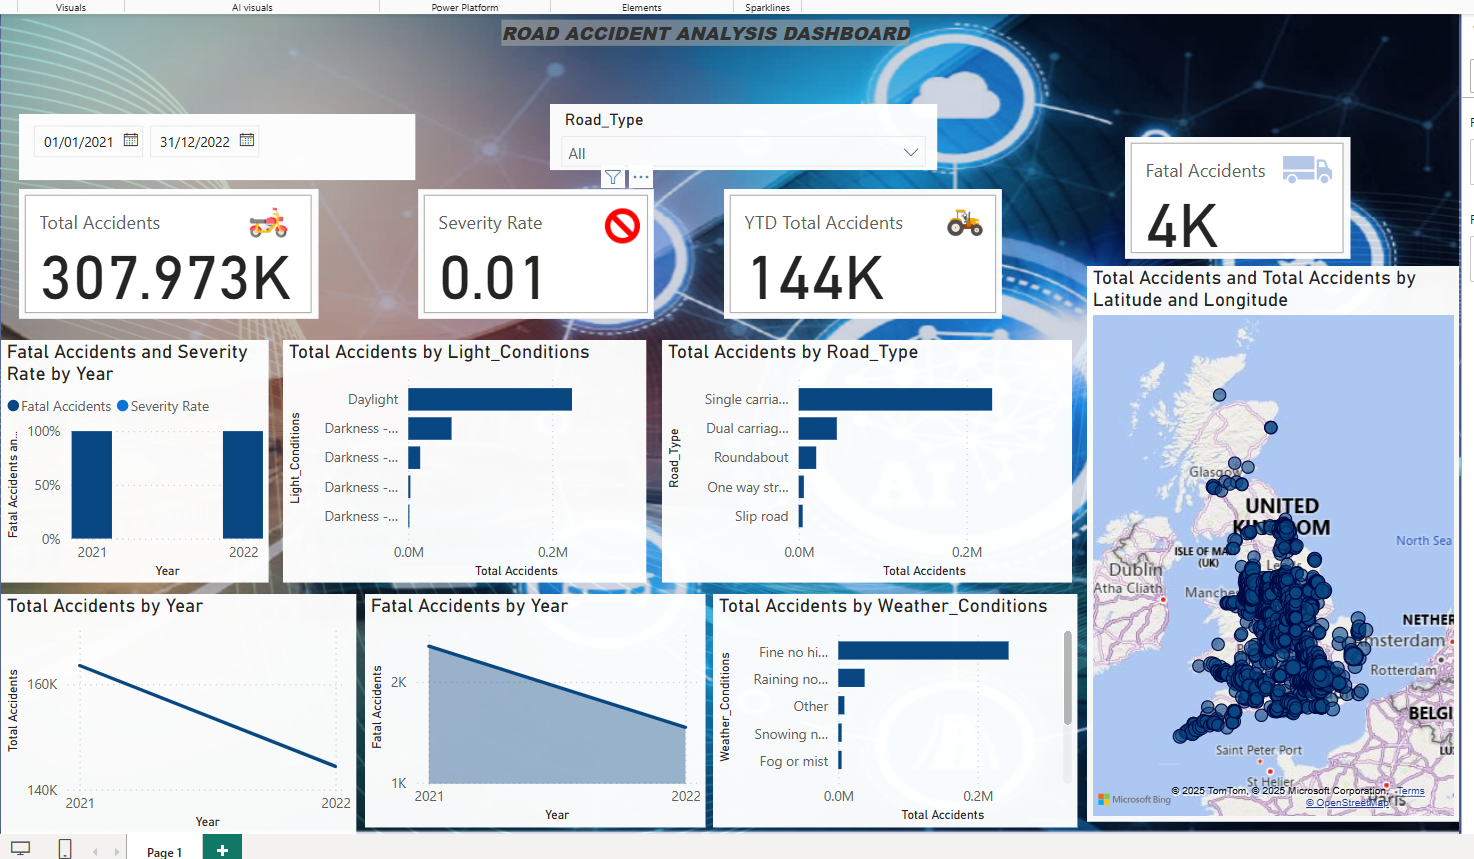 Visuals
AI visuals
Power Platform
Elements
Sparklines
ROAD ACCIDENT ANALYSIS DASHBOARD
01/01/2021
31/12/2022
Road_Type
All
Total Accidents
307.973K
Severity Rate
0.01
YTD Total Accidents
144K
Fatal Accidents
4K
Fatal Accidents and Severity
Rate by Year
Fatal Accidents
Severity Rate
Fatal Accidents an...
100%
50%
0%
2021
2022
Year
Total Accidents by Light_Conditions
Light_Conditions
Daylight
Darkness -...
Darkness -...
Darkness -...
Darkness -...
0.0M
0.2M
Total Accidents
Total Accidents by Road_Type
Road_Type
Single carria...
Dual carriag...
Roundabout
One way str...
Slip road
0.0M
0.2M
Total Accidents
Total Accidents and Total Accidents by
Latitude and Longitude
Glasgow
UNITED
KINGDOM
North Sea
ISLE OF MAN
(UK)
Dublin
Atha Cliath
Saint Peter Port
St Helier
Rotterdam
Paris
Microsoft Bing
© 2025 TomTom, © 2025 Microsoft Corporation, Terms
© OpenStreetMap
Total Accidents by Year
Total Accidents
160K
140K
2021
2022
Year
Fatal Accidents by Year
Fatal Accidents
2K
1K
2021
2022
Year
Total Accidents by Weather_Conditions
Weather_Conditions
Fine no hi...
Raining no...
Other
Snowing n...
Fog or mist
0.0M
0.2M
Total Accidents
Page 1